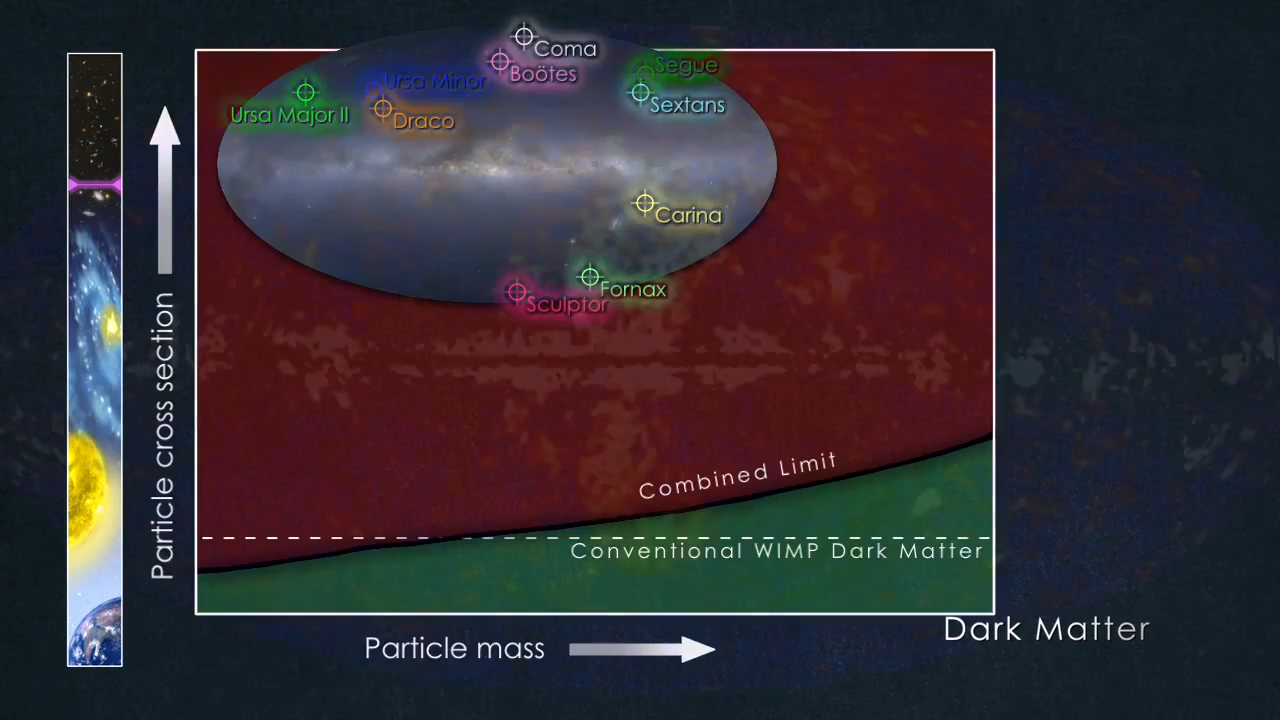 Coma
Boötes
Segue
Ursa Minor
Sextans
Ursa Major II
Draco
Carina
Fornax
Sculptor
Particle cross section
Combined Limit
Conventional WIMP Dark Matter
Dark Matter
Particle mass